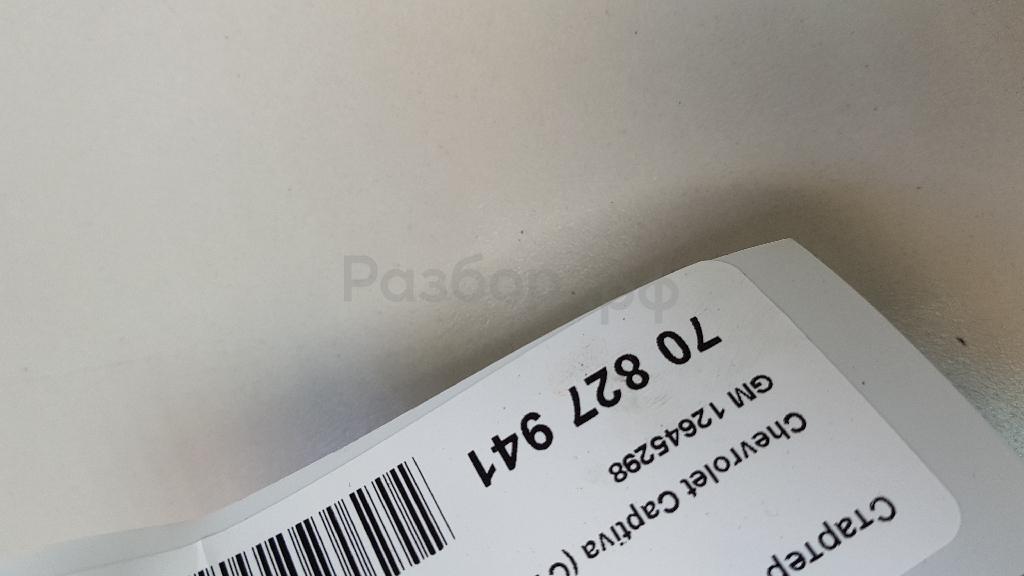 Разбор.рф
Стартер
Chevrolet Captiva (C
GM 12645298
70 827 941